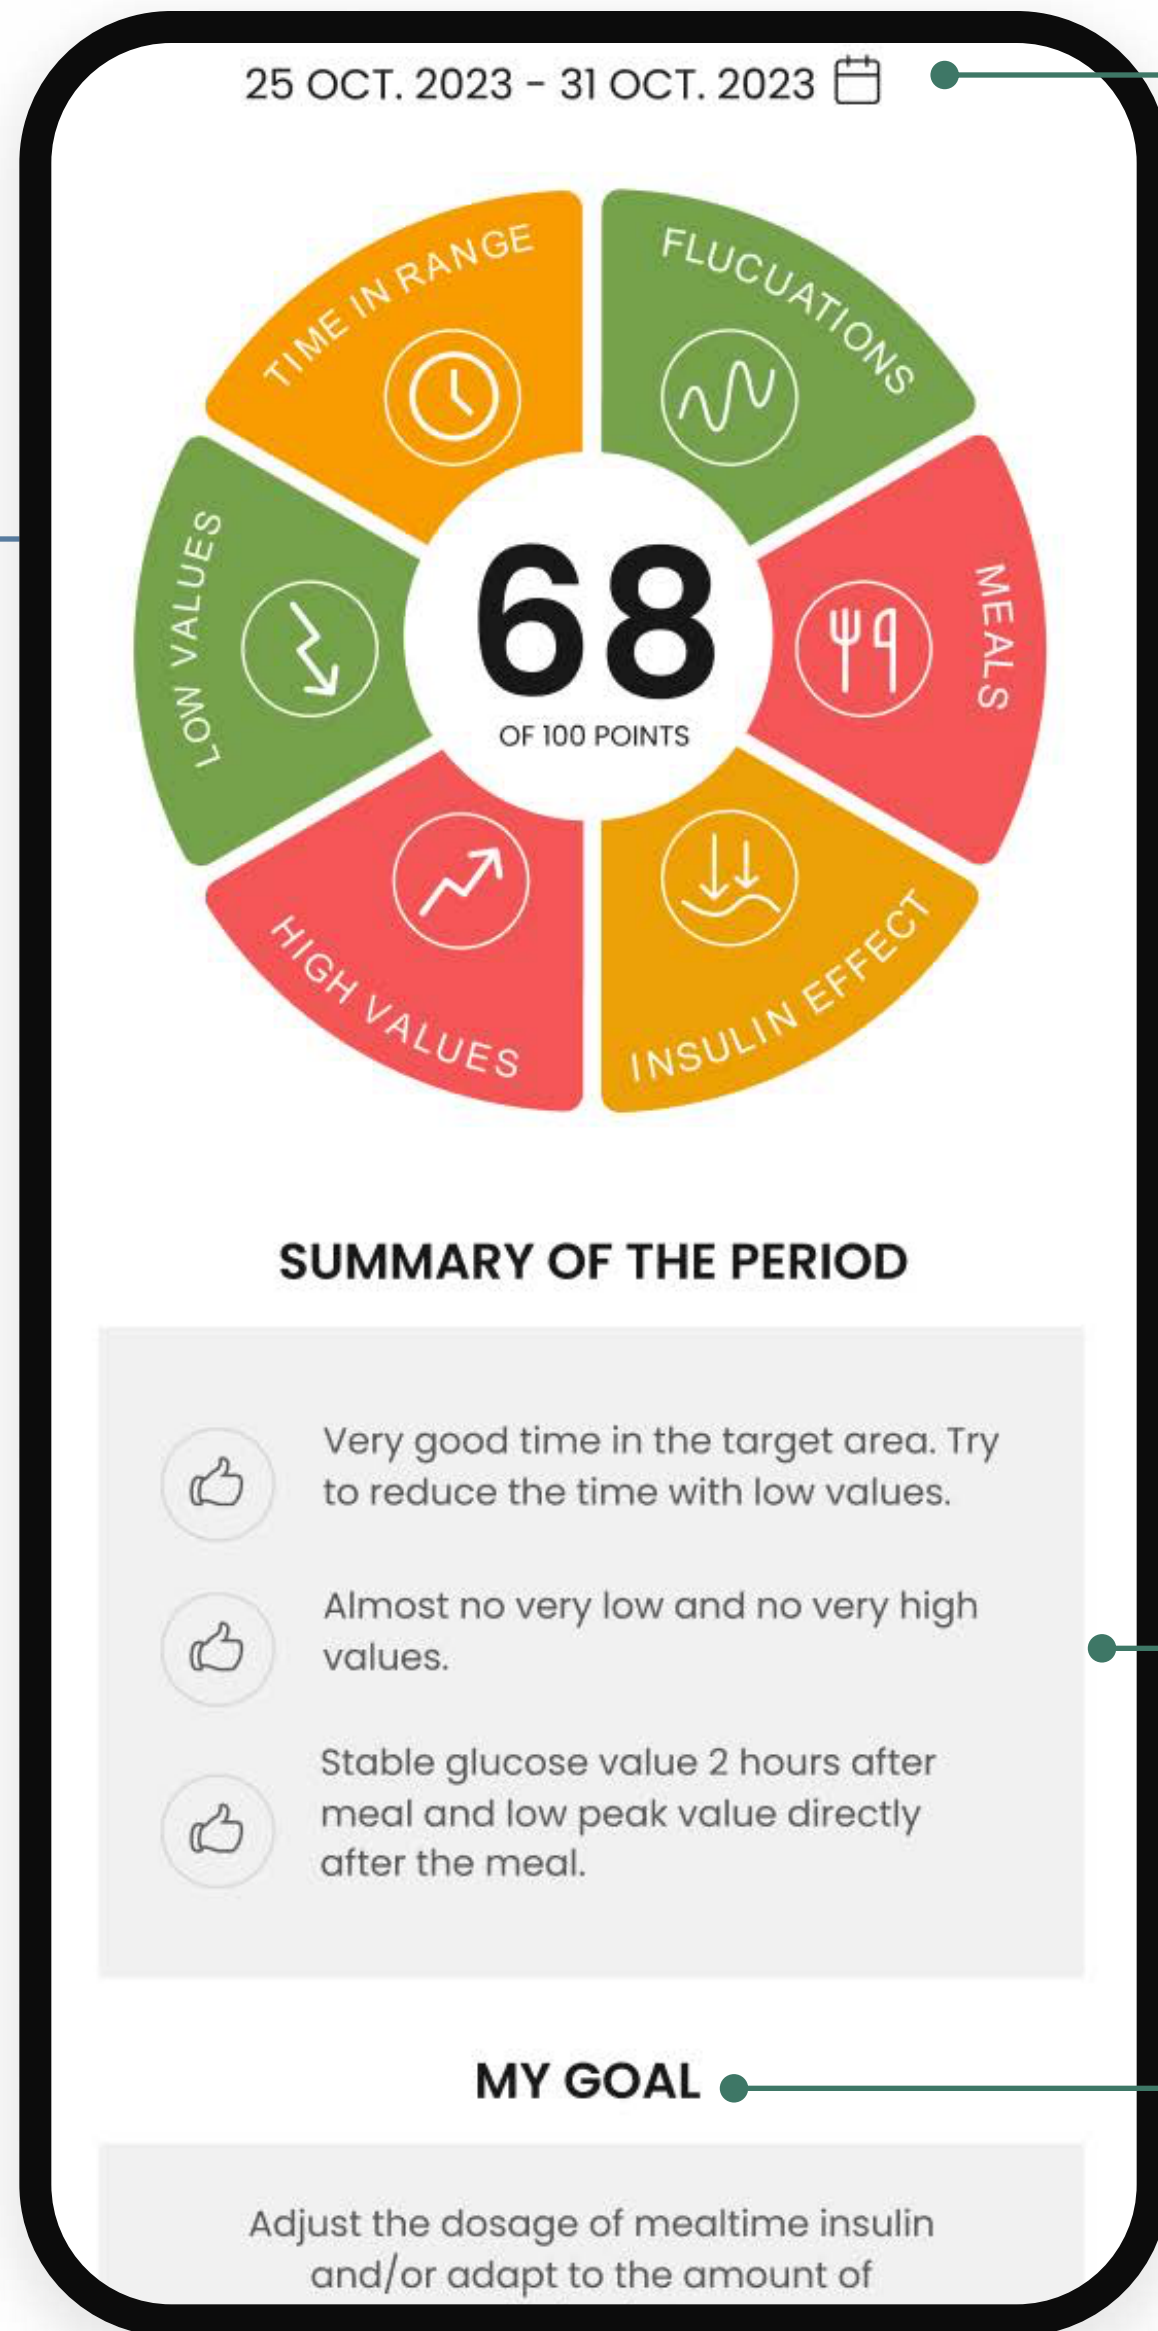 25 OCT. 2023 - 31 OCT. 2023
TIME IN RANGE
FLUCUATIONS
LOW VALUES
MEALS
68
OF 100 POINTS
HIGH VALUES
INSULIN EFFECT
SUMMARY OF THE PERIOD
Very good time in the target area. Try
to reduce the time with low values.
Almost no very low and no very high
values.
Stable glucose value 2 hours after
meal and low peak value directly
after the meal.
MY GOAL
Adjust the dosage of mealtime insulin
and/or adapt to the amount of